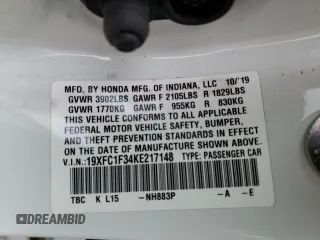 MFD. BY HONDA MFG. OF INDIANA, LLC 10/'19
GVWR 3902LBS GAWR F 2105LBS R 1829LBS
GVWR 1770KG GAWR F 955KG R 830KG
THIS VEHICLE CONFORMS TO ALL APPLICABLE
FEDERAL MOTOR VEHICLE SAFETY, BUMPER,
AND THEFT PREVENTION STANDARDS IN
EFFECT ON THE DATE OF MANUFACTURE SHOWN ABOVE.
V.I.N.:19XFC1F34KE217148 TYPE: PASSENGER CAR
TBC K L15 -NH883P -A -E
DREAMBID